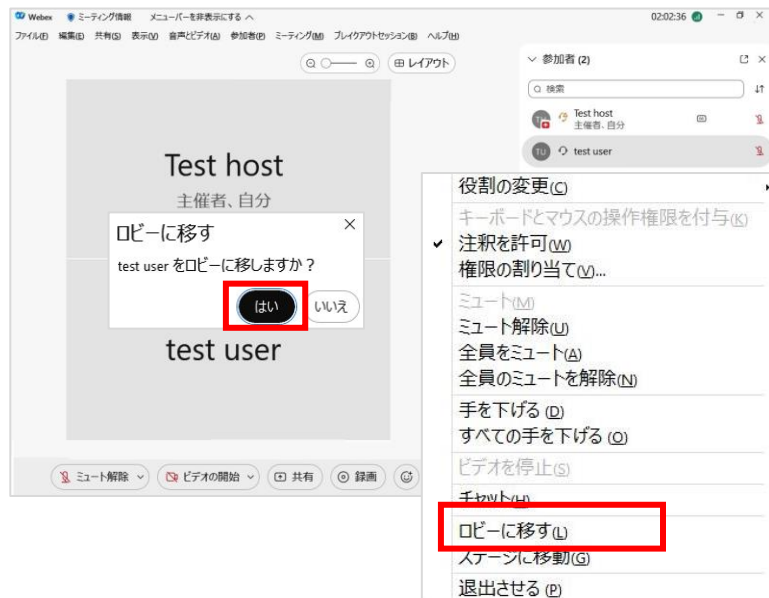 Webex ミーティング情報 メニューバーを非表示にする へ 02:02:36
ファイル(F) 編集(E) 共有(S) 表示(V) 音声とビデオ(A) 参加者(P) ミーティング(M) ブレイクアウトセッション(B) ヘルプ(H)
レイアウト
参加者 (2)
検索
Test host
主催者、自分
TU test user
Test host
主催者、自分
ロビーに移す
test user をロビーに移しますか？
はい いいえ
test user
ミュート解除 ビデオの開始 共有 録画
役割の変更(C)
キーボードとマウスの操作権限を付与(K)
注釈を許可(W)
権限の割り当て(V)...
ミュート(M)
ミュート解除(U)
全員をミュート(A)
全員のミュートを解除(N)
手を下げる (D)
すべての手を下げる (O)
ビデオを停止(S)
チャット(H)
ロビーに移す(L)
ステージに移動(G)
退出させる (P)